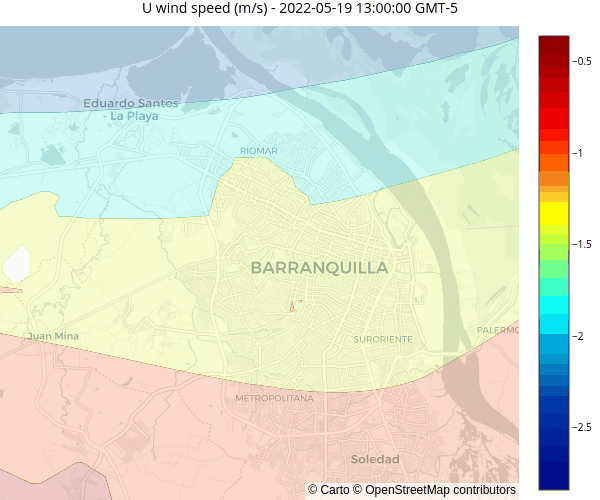 U wind speed (m/s) - 2022-05-19 13:00:00 GMT-5
−0.5
Eduardo Santos
- La Playa
RIOMAR
−1
−1.5
BARRANQUILLA
Juan Mina
SURORIENTE
PALERMO
−2
METROPOLITANA
−2.5
Soledad
© Carto © OpenStreetMap contributors